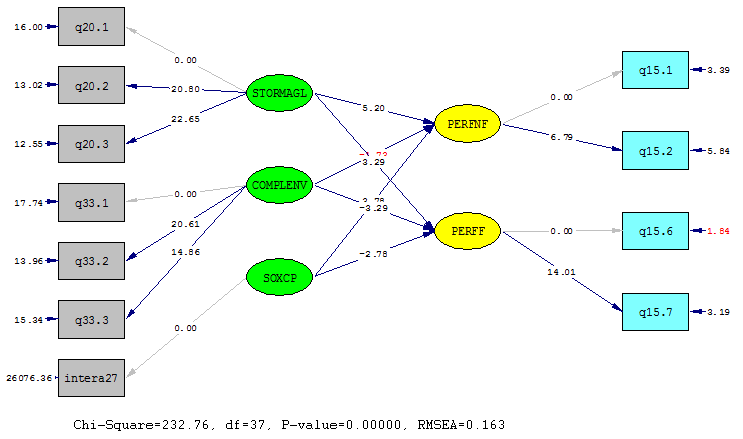 16.00
q20.1
0.00
13.02
q20.2
20.80
STORMAGL
12.55
q20.3
22.65
5.20
PERFNF
0.00
q15.1
3.39
6.79
q15.2
5.84
3.29
17.74
q33.1
0.00
COMPLENV
-3.29
13.96
q33.2
20.61
PERFF
0.00
q15.6
1.84
15.34
q33.3
14.86
SOXCP
-2.78
14.01
q15.7
3.19
0.00
26076.36
intera27
Chi-Square=232.76, df=37, P-value=0.00000, RMSEA=0.163